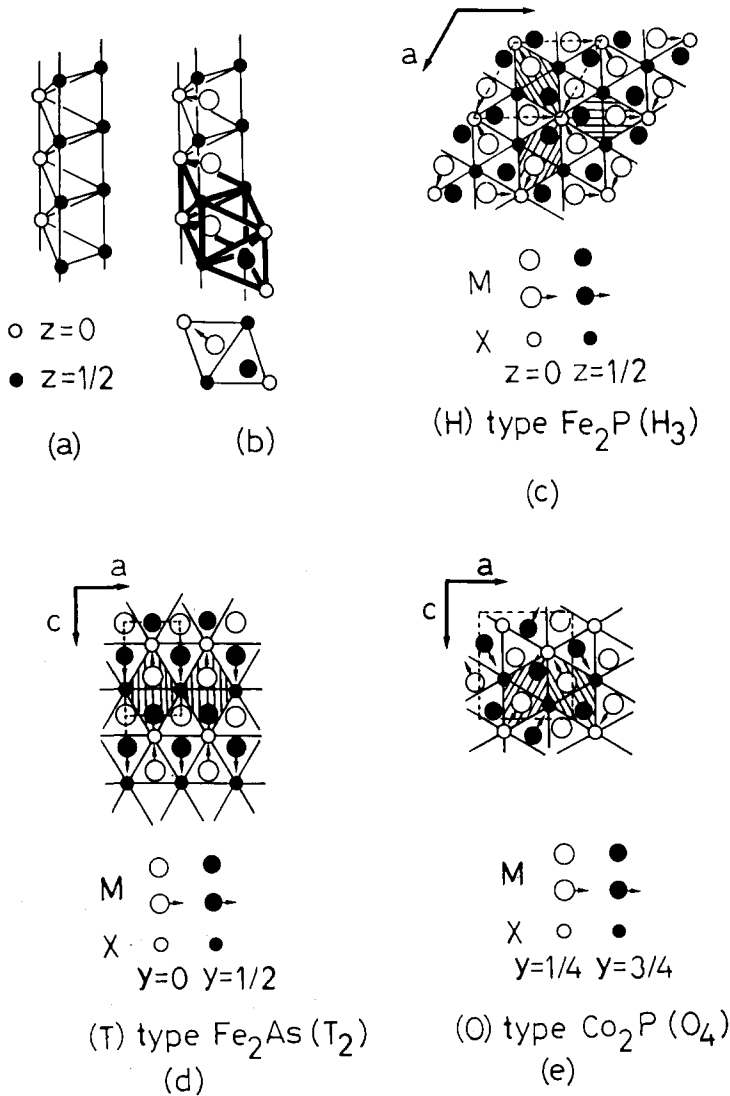 z=0
z=1/2
(a)
(b)
a
M
X
z=0 z=1/2
(H) type Fe₂P(H₃)
(c)
a
c
M
X
y=0 y=1/2
(T) type Fe₂As(T₂)
(d)
a
c
M
X
y=1/4 y=3/4
(O) type Co₂P(O₄)
(e)